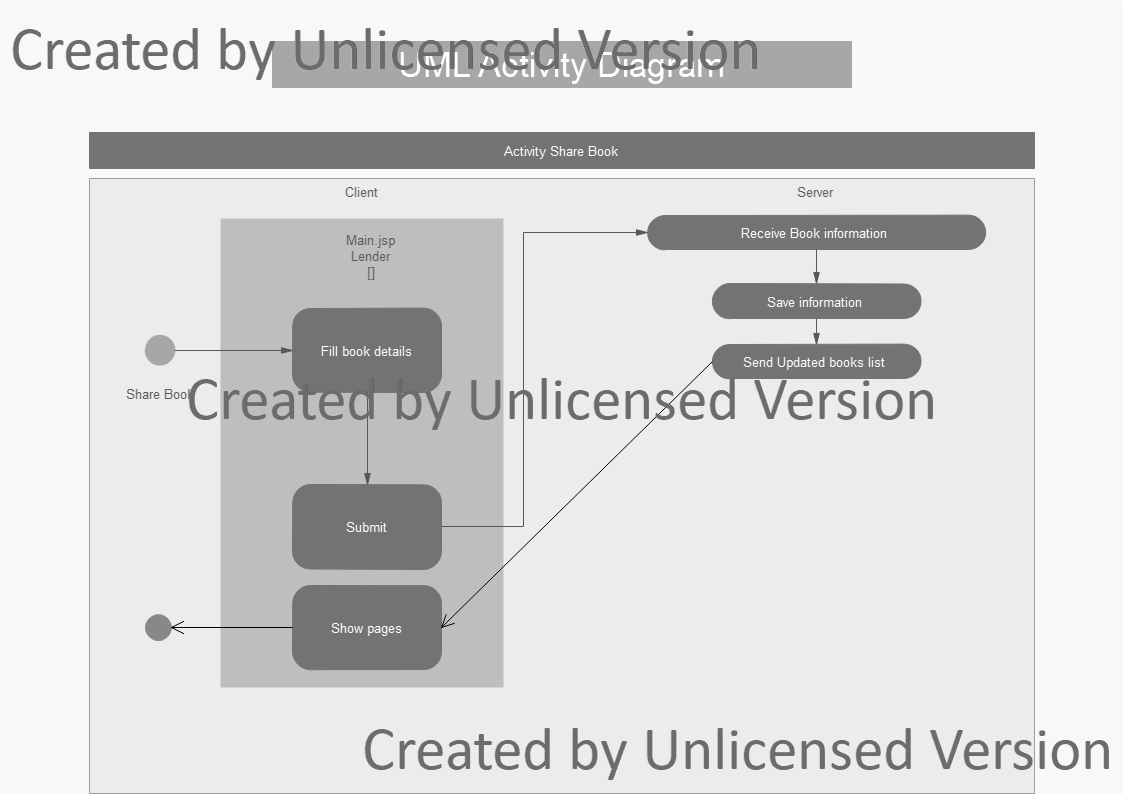 Created by Unlicensed Version
UML Activity Diagram
Activity Share Book
Client
Server
Main.jsp
Lender
[]
Receive Book information
Save information
Fill book details
Send Updated books list
Share Book
Created by Unlicensed Version
Submit
Show pages
Created by Unlicensed Version